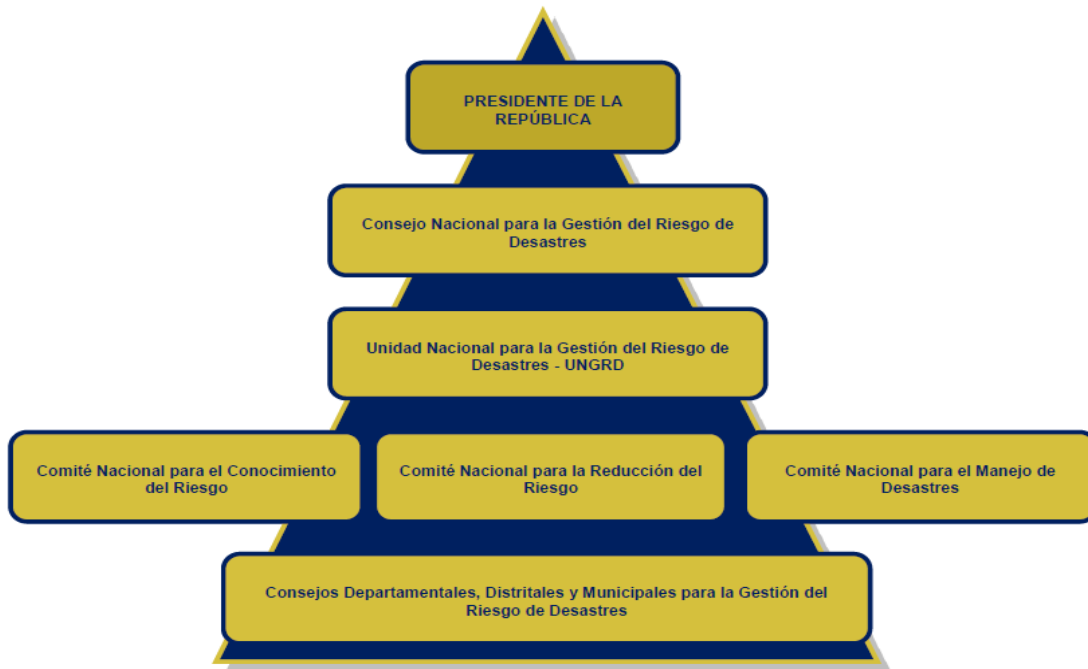 PRESIDENTE DE LA
REPÚBLICA
Consejo Nacional para la Gestión del Riesgo de
Desastres
Unidad Nacional para la Gestión del Riesgo de
Desastres - UNGRD
Comité Nacional para el Conocimiento
del Riesgo
Comité Nacional para la Reducción del
Riesgo
Comité Nacional para el Manejo de
Desastres
Consejos Departamentales, Distritales y Municipales para la Gestión del
Riesgo de Desastres